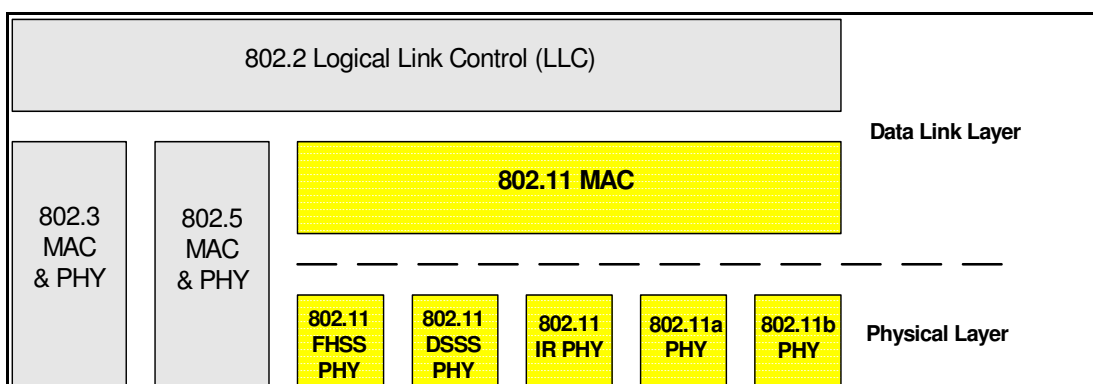 802.2 Logical Link Control (LLC)
Data Link Layer
802.11 MAC
802.3
MAC
& PHY
802.5
MAC
& PHY
802.11
FHSS
PHY
802.11
DSSS
PHY
802.11
IR PHY
802.11a
PHY
802.11b
PHY
Physical Layer